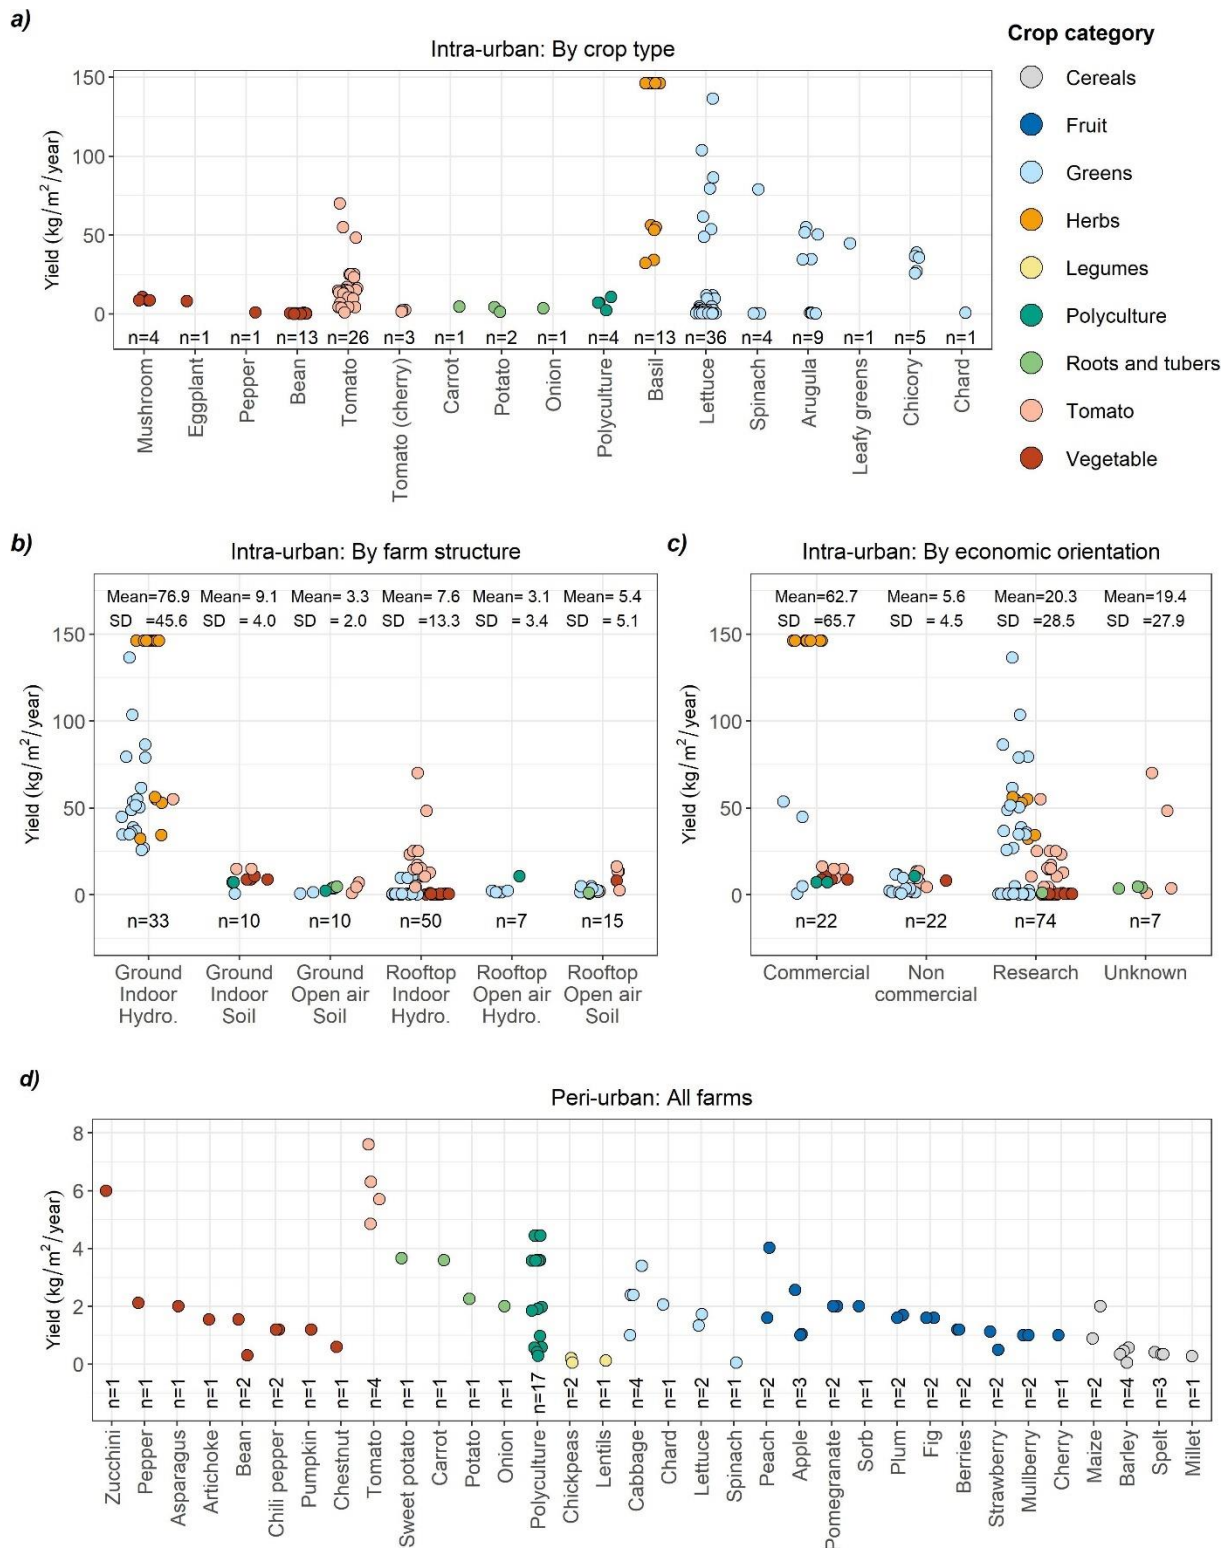 a)
Intra-urban: By crop type
Yield (kg/m²/year)
150
100
50
0
n=4 n=1 n=1 n=13 n=26 n=3 n=1 n=2 n=1 n=4 n=13 n=36 n=4 n=9 n=1 n=5 n=1
Mushroom
Eggplant
Pepper
Bean
Tomato
Tomato (cherry)
Carrot
Potato
Onion
Polyculture
Basil
Lettuce
Spinach
Arugula
Leafy greens
Chicory
Chard
Crop category
Cereals
Fruit
Greens
Herbs
Legumes
Polyculture
Roots and tubers
Tomato
Vegetable
b)
Intra-urban: By farm structure
Mean=76.9 Mean= 9.1 Mean= 3.3 Mean= 7.6 Mean= 3.1 Mean= 5.4
SD =45.6 SD = 4.0 SD = 2.0 SD =13.3 SD = 3.4 SD = 5.1
Yield (kg/m²/year)
150
100
50
0
n=33 n=10 n=10 n=50 n=7 n=15
Ground Ground Ground Rooftop Rooftop Rooftop
Indoor Indoor Open air Indoor Open air Open air
Hydro. Soil Soil Hydro. Hydro. Soil
c)
Intra-urban: By economic orientation
Mean=62.7 Mean= 5.6 Mean=20.3 Mean=19.4
SD =65.7 SD = 4.5 SD =28.5 SD =27.9
Yield (kg/m²/year)
150
100
50
0
n=22 n=22 n=74 n=7
Commercial Non Research Unknown
commercial
d)
Peri-urban: All farms
Yield (kg/m²/year)
8
6
4
2
0
n=1
n=1
n=1
n=1
n=2
n=2
n=1
n=1
n=4
n=1
n=1
n=1
n=1
n=17
n=2
n=1
n=4
n=1
n=2
n=1
n=2
n=3
n=2
n=1
n=2
n=2
n=2
n=2
n=2
n=1
n=2
n=4
n=3
n=1
Zucchini
Pepper
Asparagus
Artichoke
Bean
Chili pepper
Pumpkin
Chestnut
Tomato
Sweet potato
Carrot
Potato
Onion
Polyculture
Chickpeas
Lentils
Cabbage
Chard
Lettuce
Spinach
Peach
Apple
Pomegranate
Sorb
Plum
Fig
Berries
Strawberry
Mulberry
Cherry
Maize
Barley
Spelt
Millet